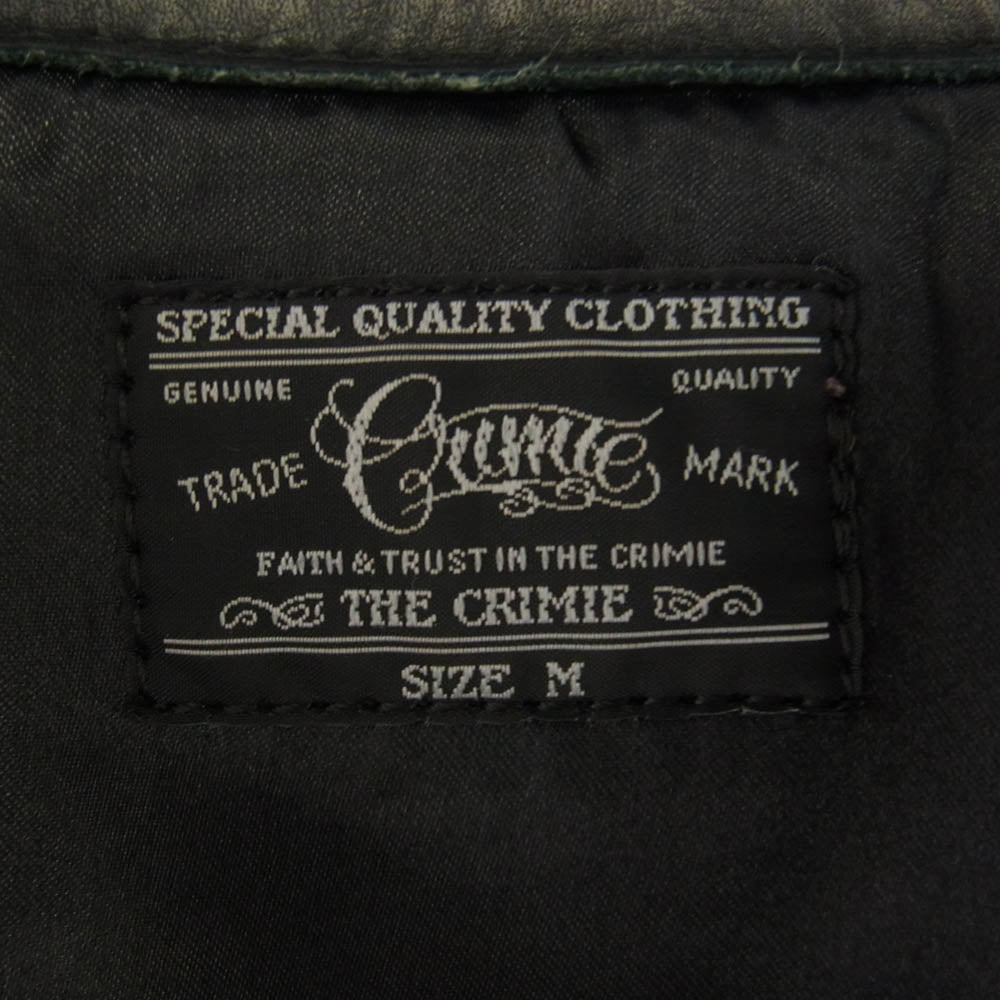 SPECIAL QUALITY CLOTHING
GENUINE QUALITY
TRADE Crimie MARK
FAITH & TRUST IN THE CRIMIE
THE CRIMIE
SIZE M